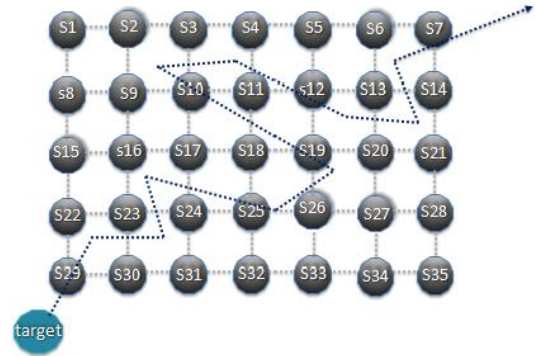 S1 S2 S3 S4 S5 S6 S7
s8 S9 S10 S11 s12 S13 S14
S15 s16 S17 S18 S19 S20 S21
S22 S23 S24 S25 S26 S27 S28
S29 S30 S31 S32 S33 S34 S35
target